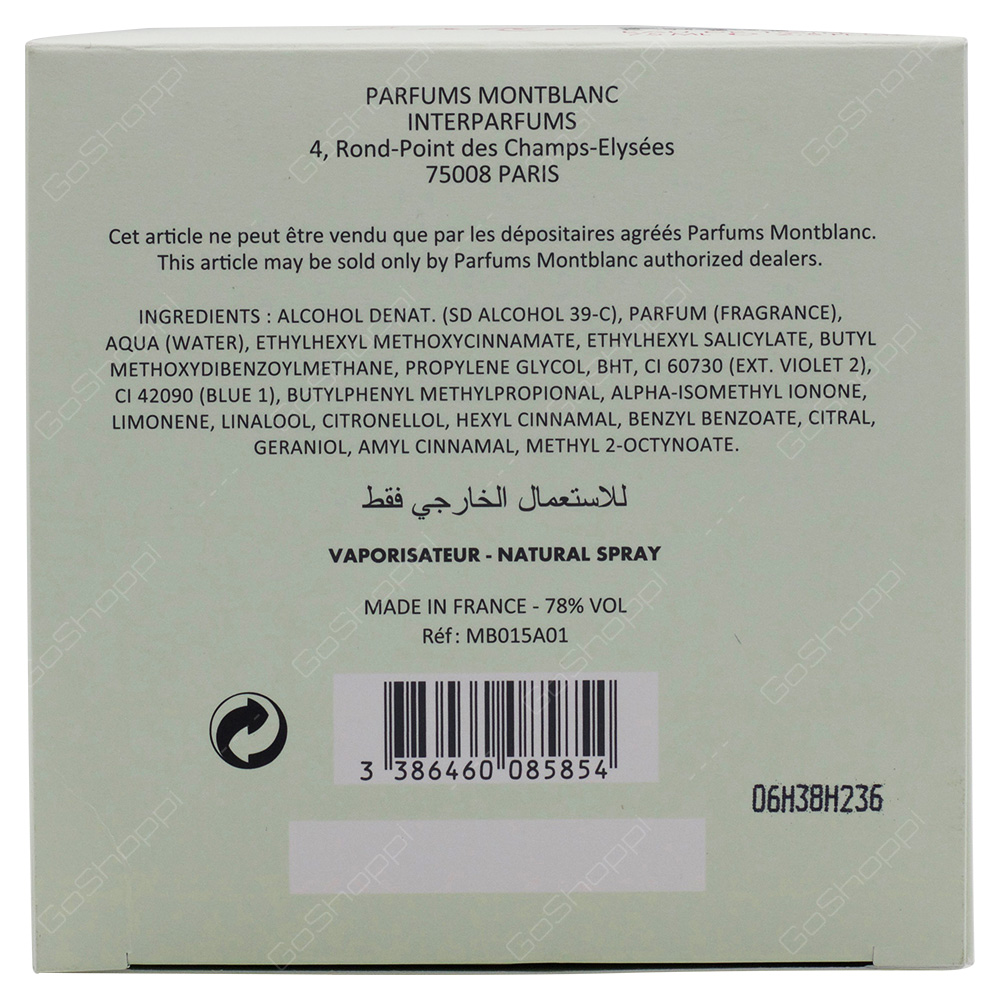 PARFUMS MONTBLANC
INTERPARFUMS
4, Rond-Point des Champs-Elysées
75008 PARIS
Cet article ne peut être vendu que par les dépositaires agréés Parfums Montblanc.
This article may be sold only by Parfums Montblanc authorized dealers.
INGREDIENTS : ALCOHOL DENAT. (SD ALCOHOL 39-C), PARFUM (FRAGRANCE),
AQUA (WATER), ETHYLHEXYL METHOXYCINNAMATE, ETHYLHEXYL SALICYLATE, BUTYL
METHOXYDIBENZOYLMETHANE, PROPYLENE GLYCOL, BHT, CI 60730 (EXT. VIOLET 2),
CI 42090 (BLUE 1), BUTYLPHENYL METHYLPROPIONAL, ALPHA-ISOMETHYL IONONE,
LIMONENE, LINALOOL, CITRONELLOL, HEXYL CINNAMAL, BENZYL BENZOATE, CITRAL,
GERANIOL, AMYL CINNAMAL, METHYL 2-OCTYNOATE.
للاستعمال الخارجي فقط
VAPORISATEUR - NATURAL SPRAY
MADE IN FRANCE - 78% VOL
Réf : MB015A01
3 386460 085854
06H38H236
GoShoppi